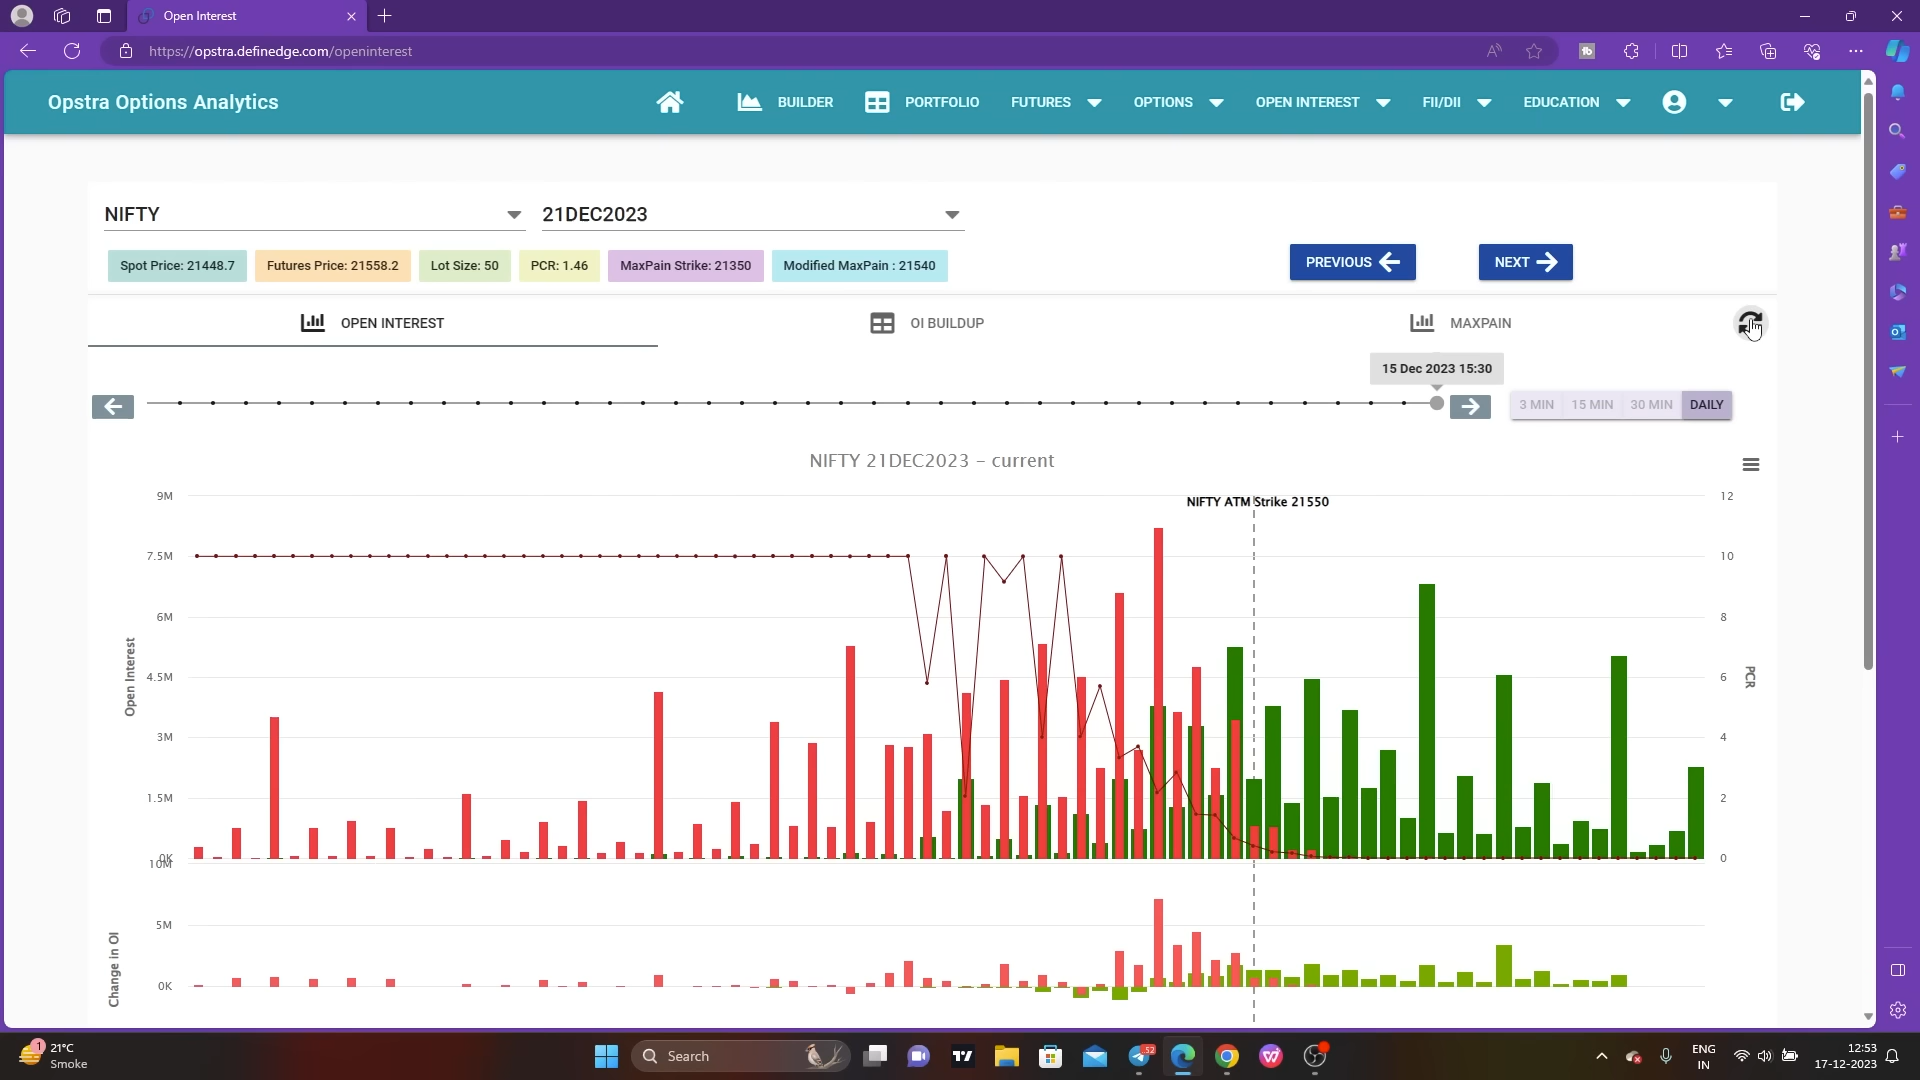 Open Interest
https://opstra.definedge.com/openinterest
Opstra Options Analytics
BUILDER
PORTFOLIO
FUTURES
OPTIONS
OPEN INTEREST
FII/DII
EDUCATION
NIFTY
21DEC2023
Spot Price: 21448.7
Futures Price: 21558.2
Lot Size: 50
PCR: 1.46
MaxPain Strike: 21350
Modified MaxPain : 21540
PREVIOUS
NEXT
OPEN INTEREST
OI BUILDUP
MAXPAIN
15 Dec 2023 15:30
3 MIN
15 MIN
30 MIN
DAILY
NIFTY 21DEC2023 – current
NIFTY ATM Strike 21550
9M
7.5M
6M
4.5M
3M
1.5M
0K
Open Interest
12
10
8
6
4
2
0
PCR
10M
5M
0K
Change in OI
1
21°C
Smoke
Search
52
ENG
IN
12:53
17-12-2023